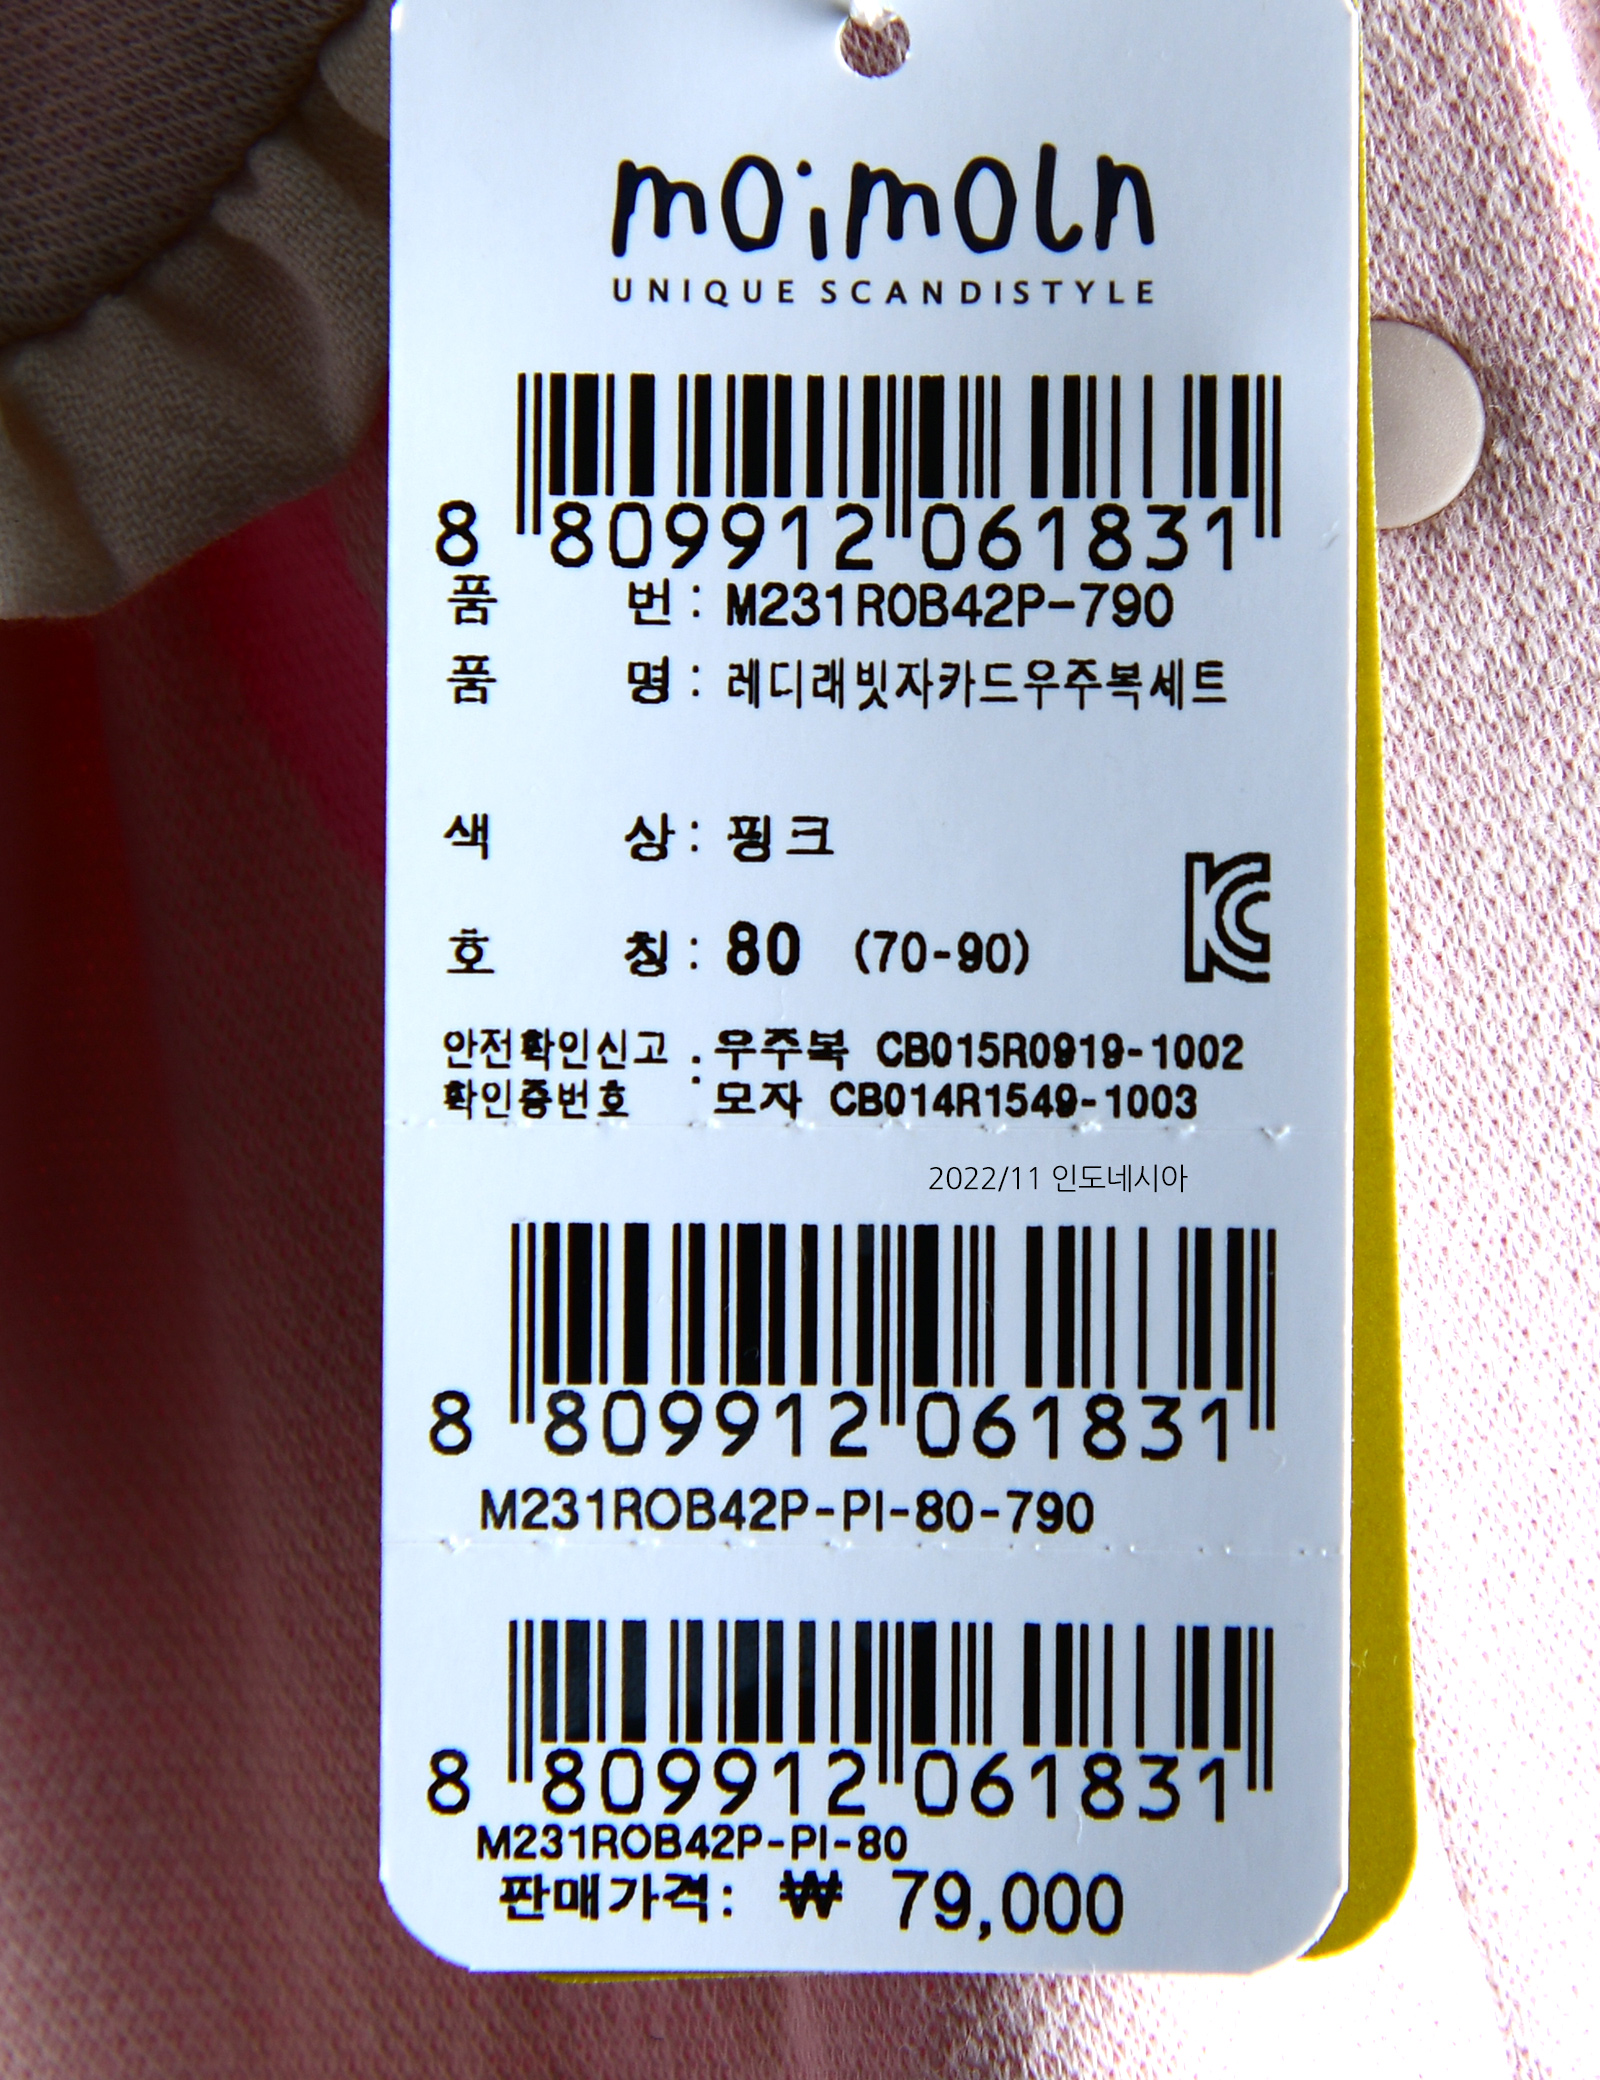 moimoln
UNIQUE SCANDISTYLE
8 809912 061831
품 번 : M231ROB42P-790
품 명 : 레디래빗자카드우주복세트
색 상 : 핑크
호 칭 : 80 (70-90)
KC
안전확인신고 : 우주복 CB015R0919-1002
확인증번호 모자 CB014R1549-1003
2022/11 인도네시아
8 809912 061831
M231ROB42P-PI-80-790
8 809912 061831
M231ROB42P-PI-80
판매가격: ₩ 79,000